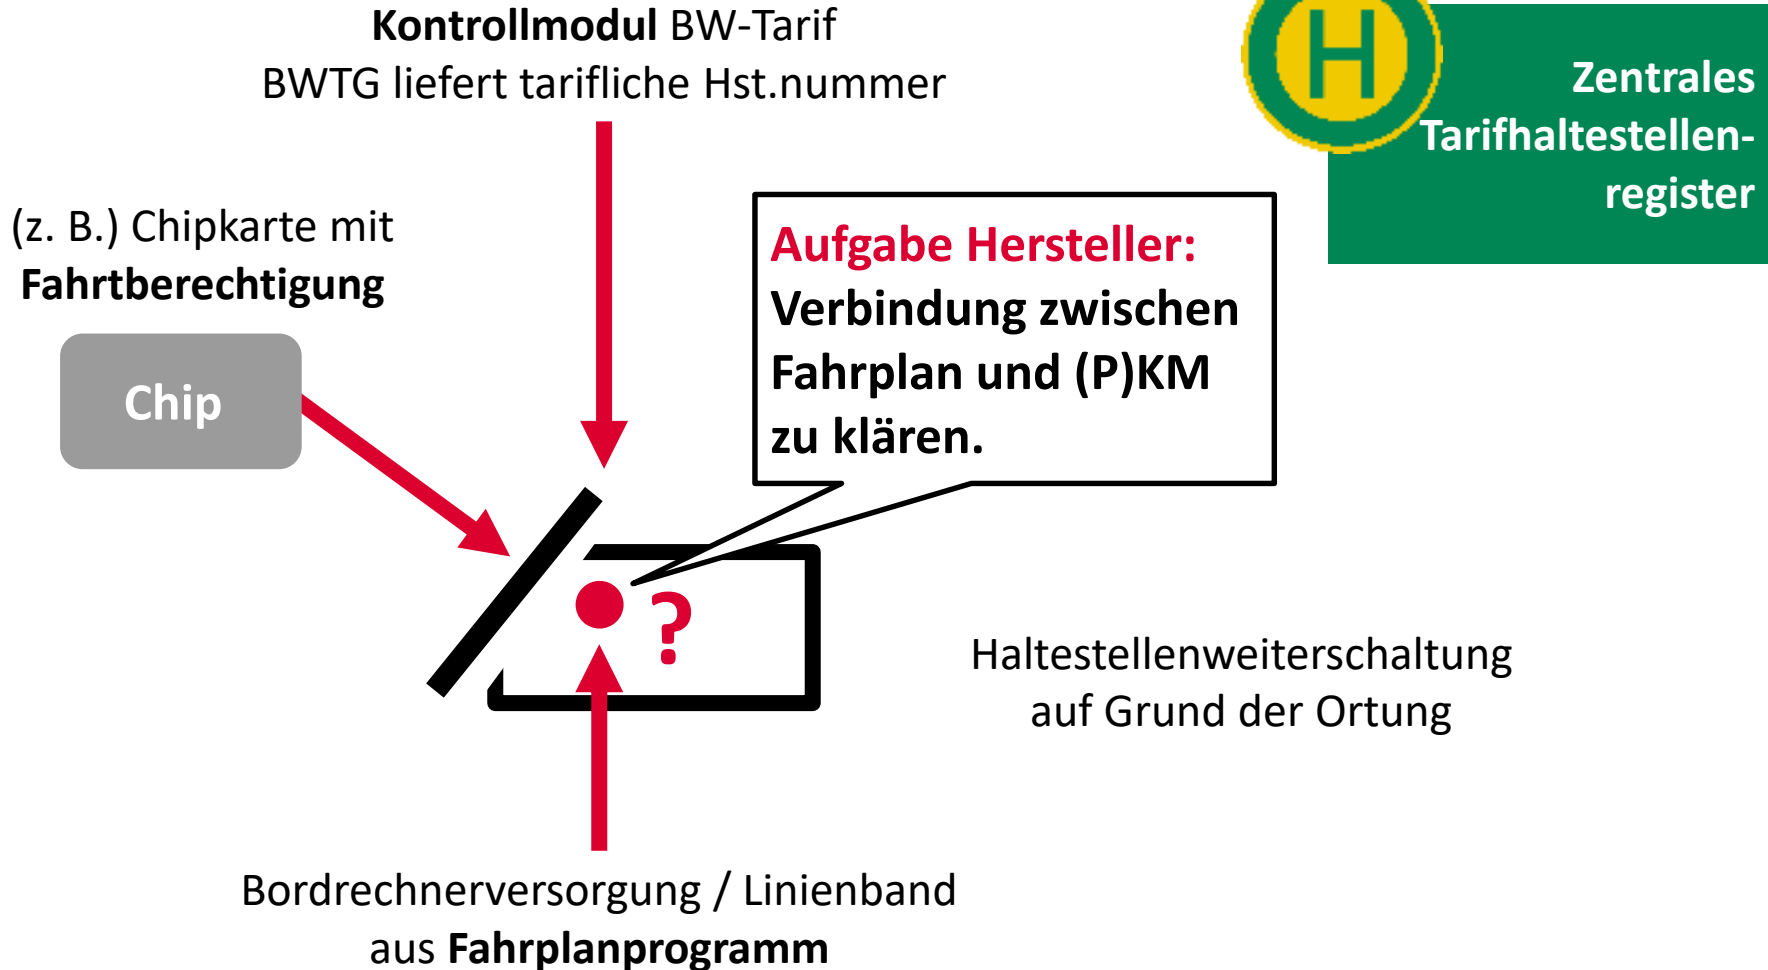 Kontrollmodul BW-Tarif
BWTG liefert tarifliche Hst.nummer
H
Zentrales
Tarifhaltestellen-
register
(z. B.) Chipkarte mit
Fahrtberechtigung
Chip
Aufgabe Hersteller:
Verbindung zwischen
Fahrplan und (P)KM
zu klären.
?
Haltestellenweiterschaltung
auf Grund der Ortung
Bordrechnerversorgung / Linienband
aus Fahrplanprogramm